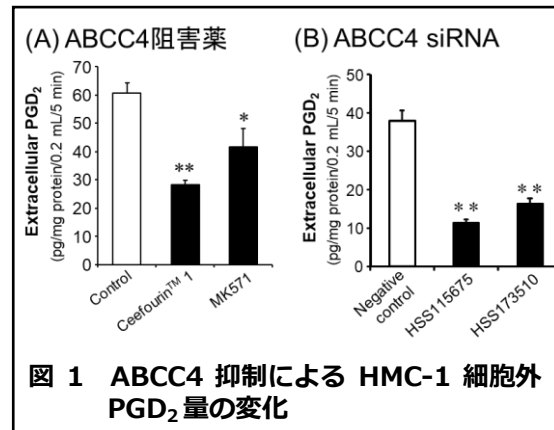 (A) ABCC4阻害薬
Extracellular PGD₂
(pg/mg protein/0.2 mL/5 min)
70
60
50
40
30
20
10
0
**
*
Control
Ceefourin™ 1
MK571
(B) ABCC4 siRNA
Extracellular PGD₂
(pg/mg protein/0.2 mL/5 min)
50
40
30
20
10
0
**
**
Negative
control
HSS115675
HSS173510
図 1 ABCC4 抑制による HMC-1 細胞外
PGD₂ 量の変化